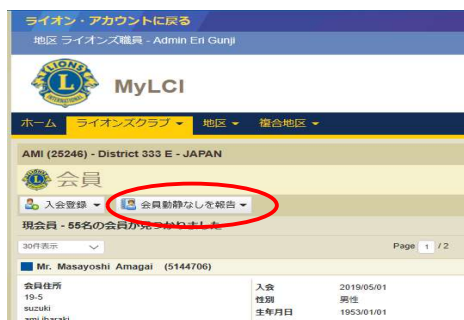 ライオン・アカウントに戻る
地区 ライオンズ職員 - Admin Eri Gunji
LIONS
L
INTERNATIONAL
MyLCI
ホーム ライオンズクラブ 地区 複合地区
AMI (25246) - District 333 E - JAPAN
会員
入会登録 会員動静なしを報告
現会員 - 55名の会員が見つかりました
30件表示 Page 1 / 2
Mr. Masayoshi Amagai (5144706)
会員住所 入会 2019/05/01
19-5 性別 男性
suzuki 生年月日 1953/01/01
ami ibaraki